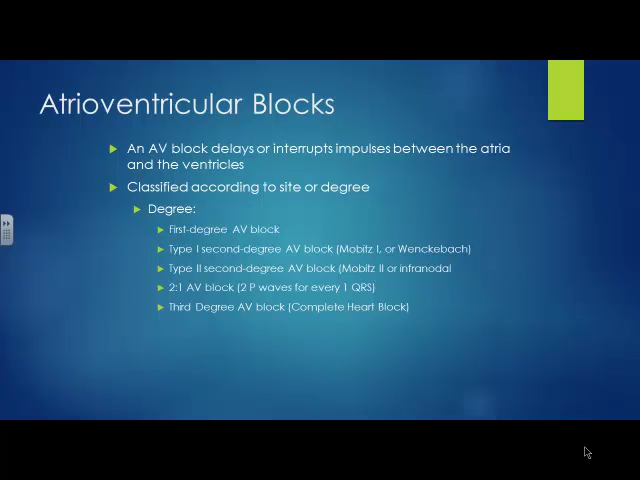 Atrioventricular Blocks
An AV block delays or interrupts impulses between the atria
and the ventricles
Classified according to site or degree
Degree:
First-degree AV block
Type I second-degree AV block (Mobitz I, or Wenckebach)
Type II second-degree AV block (Mobitz II or infranodal
2:1 AV block (2 P waves for every 1 QRS)
Third Degree AV block (Complete Heart Block)